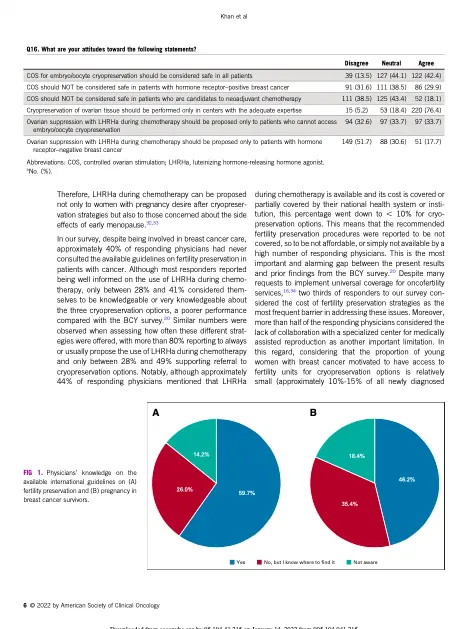 Khan et al
Q16. What are your attitudes toward the following statements?
Disagree Neutral Agree
COS for embryo/oocyte cryopreservation should be considered safe in all patients 39 (13.5) 127 (44.1) 122 (42.4)
COS should NOT be considered safe in patients with hormone receptor–positive breast cancer 91 (31.6) 111 (38.5) 86 (29.9)
COS should NOT be considered safe in patients who are candidates to neoadjuvant chemotherapy 111 (38.5) 125 (43.4) 52 (18.1)
Cryopreservation of ovarian tissue should be performed only in centers with the adequate expertise 15 (5.2) 53 (18.4) 220 (76.4)
Ovarian suppression with LHRHa during chemotherapy should be proposed only to patients who cannot access 94 (32.6) 97 (33.7) 97 (33.7)
embryo/oocyte cryopreservation
Ovarian suppression with LHRHa during chemotherapy should be proposed only to patients with hormone 149 (51.7) 88 (30.6) 51 (17.7)
receptor–negative breast cancer
Abbreviations: COS, controlled ovarian stimulation; LHRHa, luteinizing hormone-releasing hormone agonist.
ᵃNo. (%).
Therefore, LHRHa during chemotherapy can be proposed
not only to women with pregnancy desire after cryopreser-
vation strategies but also to those concerned about the side
effects of early menopause.32,33
In our survey, despite being involved in breast cancer care,
approximately 40% of responding physicians had never
consulted the available guidelines on fertility preservation in
patients with cancer. Although most responders reported
being well informed on the use of LHRHa during chemo-
therapy, only between 28% and 41% considered them-
selves to be knowledgeable or very knowledgeable about
the three cryopreservation options, a poorer performance
compared with the BCY survey.20 Similar numbers were
observed when assessing how often these different strat-
egies were offered, with more than 80% reporting to always
or usually propose the use of LHRHa during chemotherapy
and only between 28% and 49% supporting referral to
cryopreservation options. Notably, although approximately
44% of responding physicians mentioned that LHRHa
during chemotherapy is available and its cost is covered or
partially covered by their national health system or insti-
tution, this percentage went down to < 10% for cryo-
preservation options. This means that the recommended
fertility preservation procedures were reported to be not
covered, so to be not affordable, or simply not available by a
high number of responding physicians. This is the most
important and alarming gap between the present results
and prior findings from the BCY survey.20 Despite many
requests to implement universal coverage for oncofertility
services,16,34 two thirds of responders to our survey con-
sidered the cost of fertility preservation strategies as the
most frequent barrier in addressing these issues. Moreover,
more than half of the responding physicians considered the
lack of collaboration with a specialized center for medically
assisted reproduction as another important limitation. In
this regard, considering that the proportion of young
women with breast cancer motivated to have access to
fertility units for cryopreservation options is relatively
small (approximately 10%-15% of all newly diagnosed
A
14.2%
26.0%
59.7%
B
18.4%
46.2%
35.4%
Yes No, but I know where to find it Not aware
FIG 1. Physicians' knowledge on the
available international guidelines on (A)
fertility preservation and (B) pregnancy in
breast cancer survivors.
6 © 2022 by American Society of Clinical Oncology